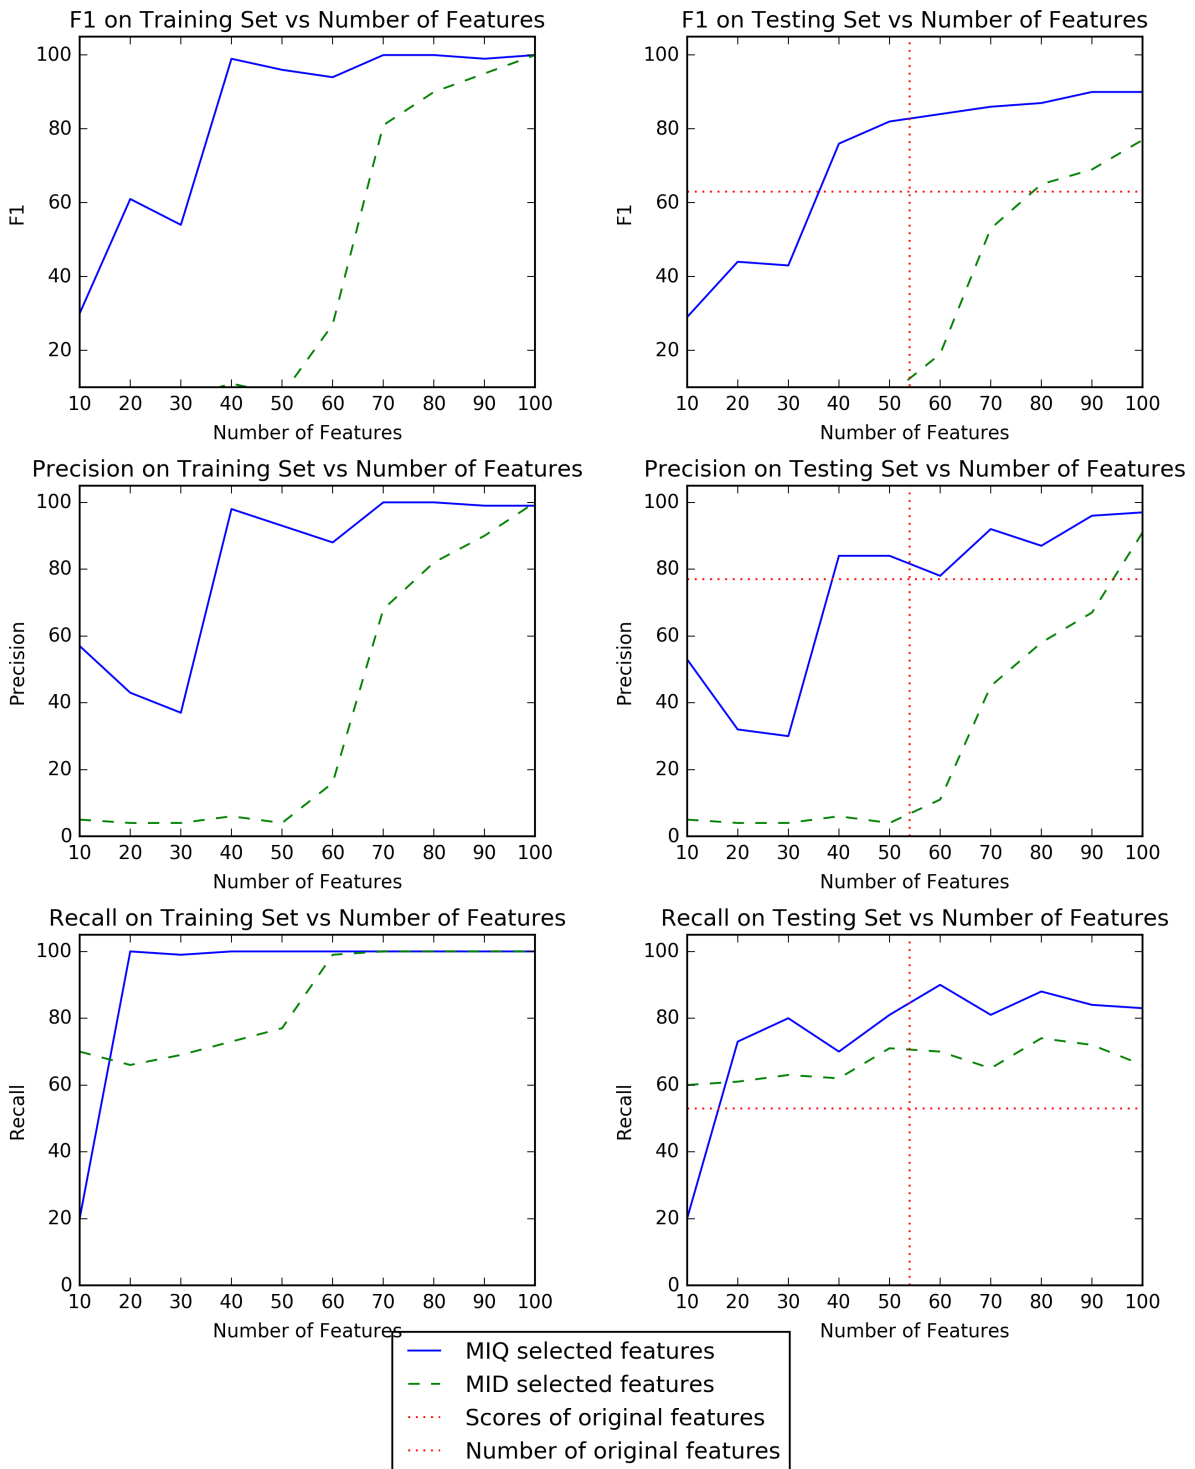 F1 on Training Set vs Number of Features
100
80
60
40
20
F1
10 20 30 40 50 60 70 80 90 100
Number of Features
F1 on Testing Set vs Number of Features
100
80
60
40
20
F1
10 20 30 40 50 60 70 80 90 100
Number of Features
Precision on Training Set vs Number of Features
100
80
60
40
20
0
Precision
10 20 30 40 50 60 70 80 90 100
Number of Features
Precision on Testing Set vs Number of Features
100
80
60
40
20
0
Precision
10 20 30 40 50 60 70 80 90 100
Number of Features
Recall on Training Set vs Number of Features
100
80
60
40
20
0
Recall
10 20 30 40 50 60 70 80 90 100
Number of Features
Recall on Testing Set vs Number of Features
100
80
60
40
20
0
Recall
10 20 30 40 50 60 70 80 90 100
Number of Features
MIQ selected features
MID selected features
Scores of original features
Number of original features